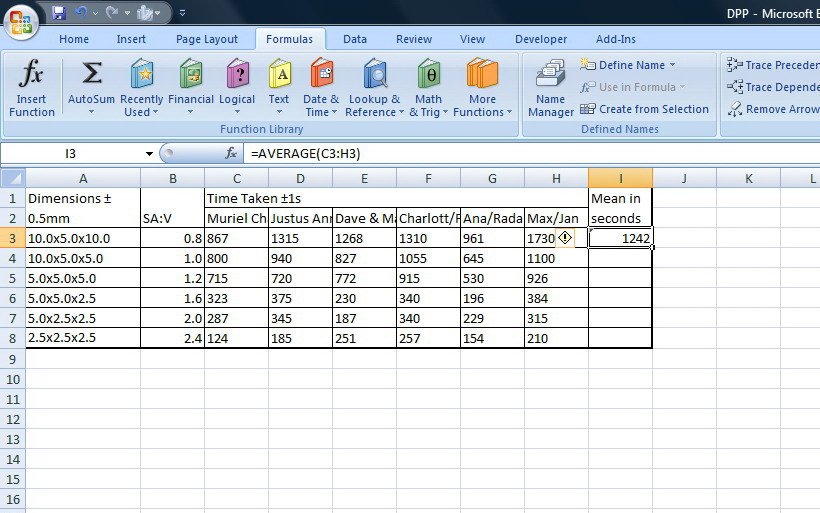 DPP - Microsoft E
Home Insert Page Layout Formulas Data Review View Developer Add-Ins
Insert Function
AutoSum
Recently Used
Financial
Logical
Text
Date & Time
Lookup & Reference
Math & Trig
More Functions
Function Library
Name Manager
Define Name
Use in Formula
Create from Selection
Defined Names
Trace Preceden
Trace Depende
Remove Arrow
I3 fx =AVERAGE(C3:H3)
A B C D E F G H I J K L
1 Dimensions ± Time Taken ±1s Mean in
2 0.5mm SA:V Muriel Ch Justus Ann Dave & Ma Charlott/F Ana/Rada Max/Jan seconds
3 10.0x5.0x10.0 0.8 867 1315 1268 1310 961 1730 1242
4 10.0x5.0x5.0 1.0 800 940 827 1055 645 1100
5 5.0x5.0x5.0 1.2 715 720 772 915 530 926
6 5.0x5.0x2.5 1.6 323 375 230 340 196 384
7 5.0x2.5x2.5 2.0 287 345 187 340 229 315
8 2.5x2.5x2.5 2.4 124 185 251 257 154 210
9
10
11
12
13
14
15
16